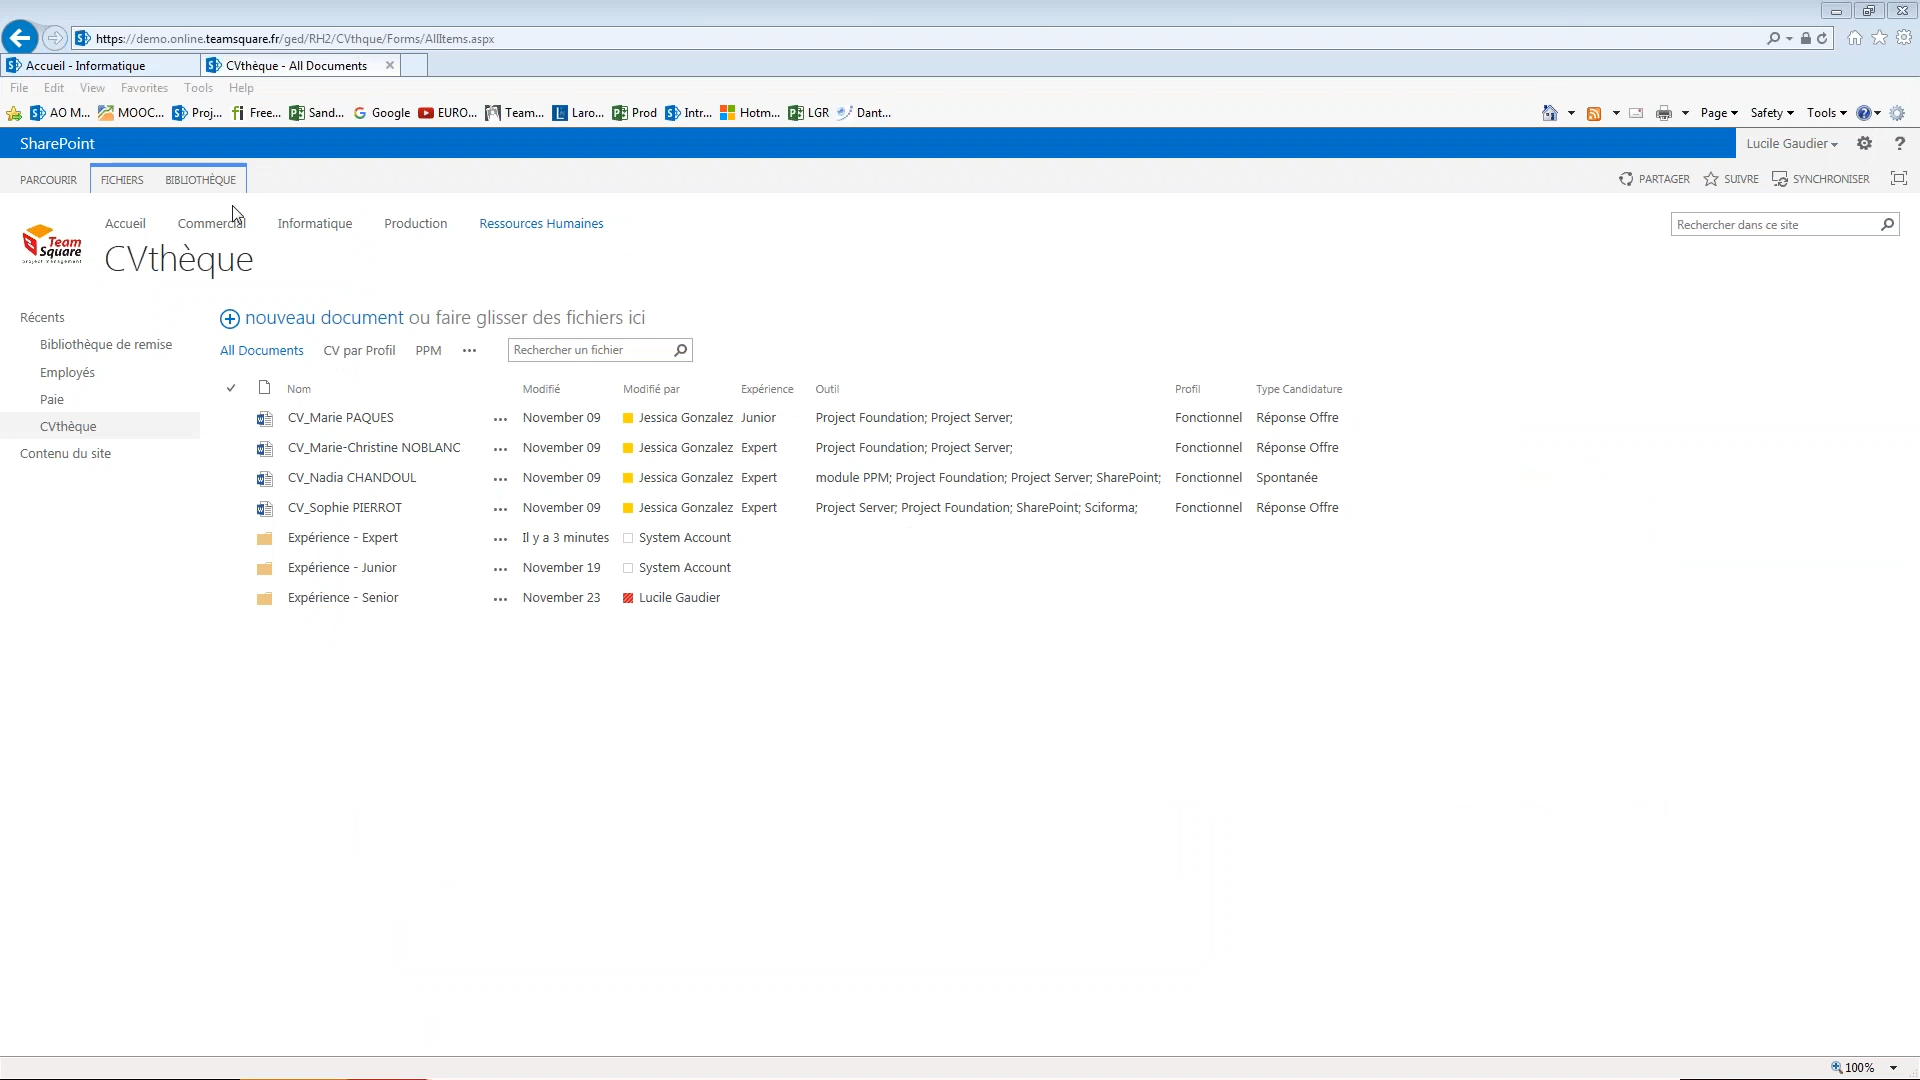 https://demo.online.teamsquare.fr/ged/RH2/CVthque/Forms/AllItems.aspx
Accueil - Informatique
CVthèque - All Documents
File Edit View Favorites Tools Help
AO M... MOOC... Proj... Free... Sand... Google EURO... Team... Laro... Prod Intr... Hotm... LGR Dant...
Page Safety Tools
SharePoint
Lucile Gaudier
PARCOURIR FICHIERS BIBLIOTHÈQUE
PARTAGER SUIVRE SYNCHRONISER
Accueil Commercial Informatique Production Ressources Humaines
Rechercher dans ce site
Team Square
CVthèque
Récents
Bibliothèque de remise
Employés
Paie
CVthèque
Contenu du site
nouveau document ou faire glisser des fichiers ici
All Documents CV par Profil PPM ... Rechercher un fichier
Nom Modifié Modifié par Expérience Outil Profil Type Candidature
CV_Marie PAQUES ... November 09 Jessica Gonzalez Junior Project Foundation; Project Server; Fonctionnel Réponse Offre
CV_Marie-Christine NOBLANC ... November 09 Jessica Gonzalez Expert Project Foundation; Project Server; Fonctionnel Réponse Offre
CV_Nadia CHANDOUL ... November 09 Jessica Gonzalez Expert module PPM; Project Foundation; Project Server; SharePoint; Fonctionnel Spontanée
CV_Sophie PIERROT ... November 09 Jessica Gonzalez Expert Project Server; Project Foundation; SharePoint; Sciforma; Fonctionnel Réponse Offre
Expérience - Expert ... Il y a 3 minutes System Account
Expérience - Junior ... November 19 System Account
Expérience - Senior ... November 23 Lucile Gaudier
100%